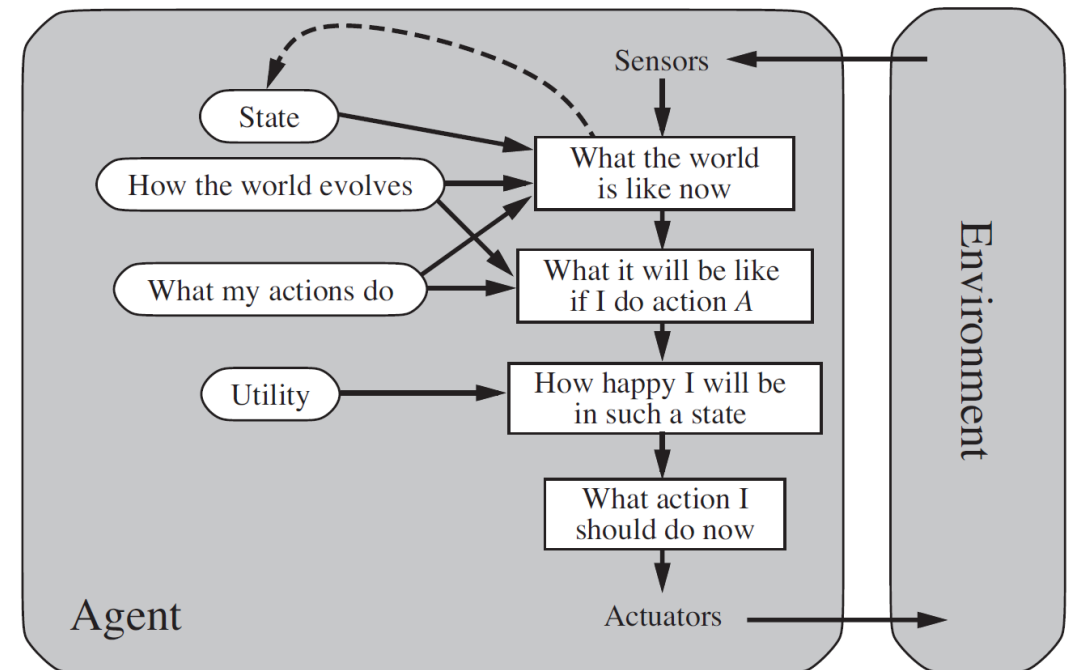 Sensors
State
What the world
is like now
How the world evolves
What it will be like
if I do action A
What my actions do
How happy I will be
in such a state
Utility
What action I
should do now
Agent
Actuators
Environment